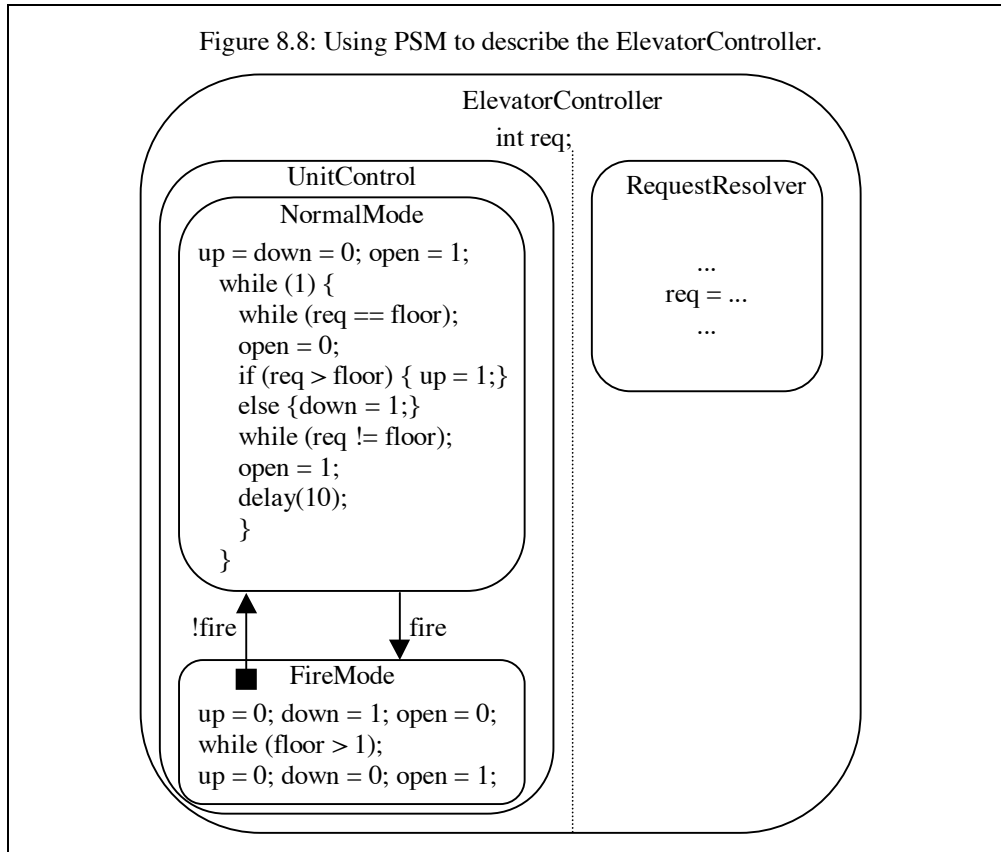 Figure 8.8: Using PSM to describe the ElevatorController.
ElevatorController
int req;
UnitControl
NormalMode
up = down = 0; open = 1;
while (1) {
while (req == floor);
open = 0;
if (req > floor) { up = 1;}
else {down = 1;}
while (req != floor);
open = 1;
delay(10);
}
}
!fire
fire
FireMode
up = 0; down = 1; open = 0;
while (floor > 1);
up = 0; down = 0; open = 1;
RequestResolver
...
req = ...
...